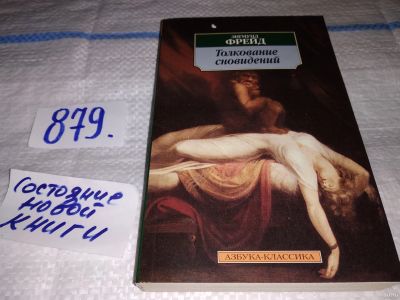 ЗИГМУНД
ФРЕЙД
Толкование
сновидений
879.
Состояние
новой
книги
АЗБУКА-КЛАССИКА